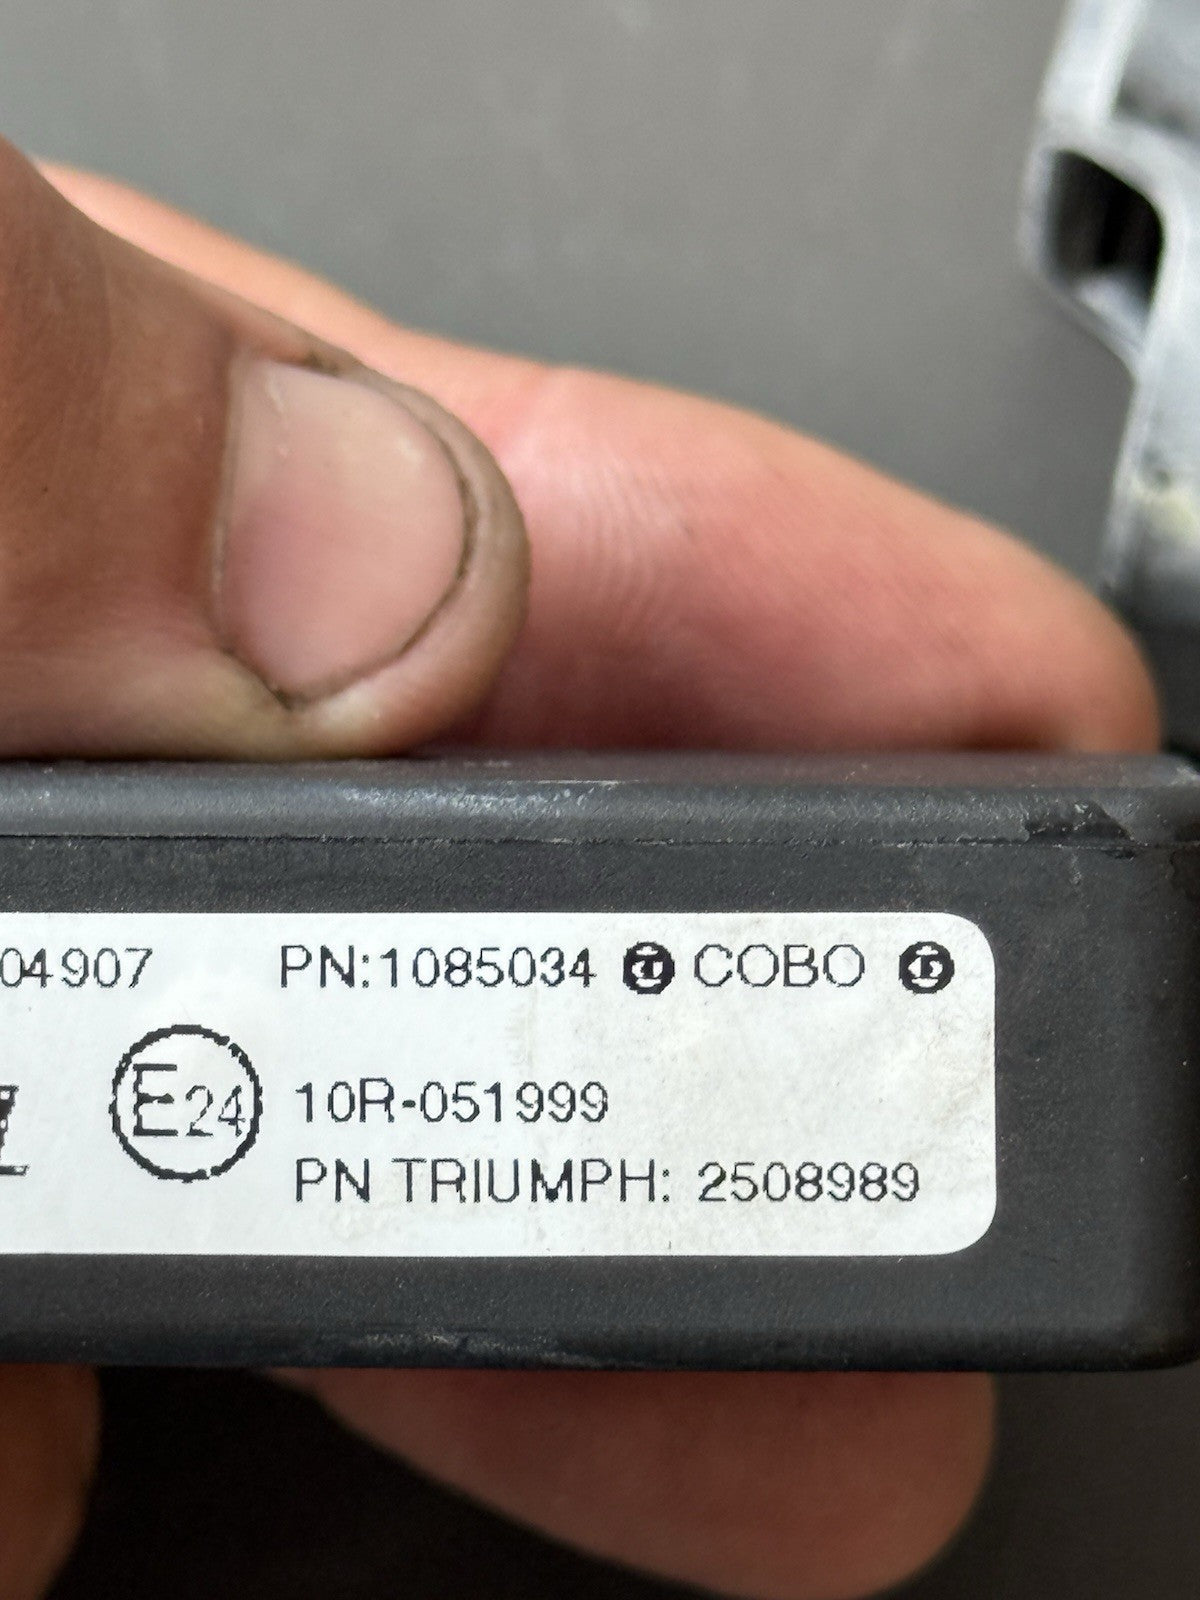 04907 PN:1085034 COBO
E24 10R-051999
PN TRIUMPH: 2508989